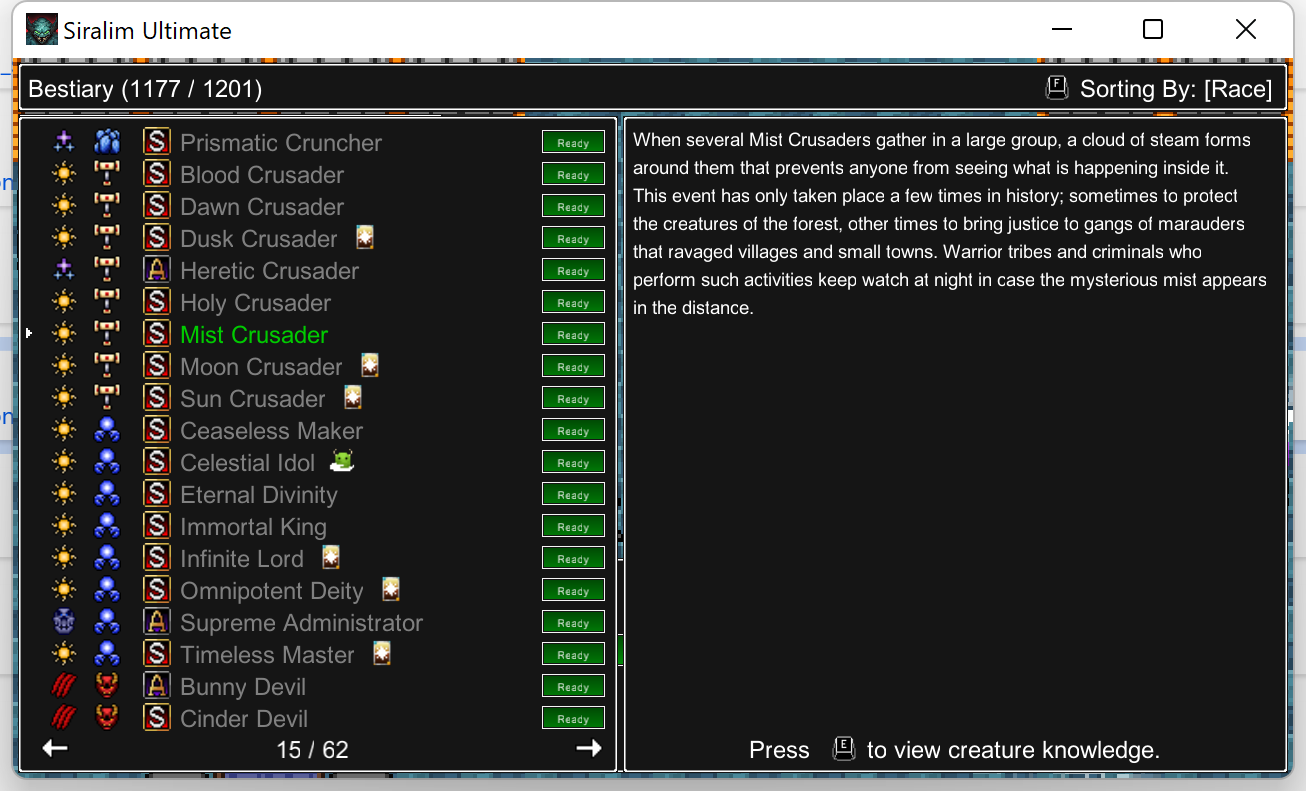 Siralim Ultimate
Bestiary (1177 / 1201)
F Sorting By: [Race]
S Prismatic Cruncher Ready
S Blood Crusader Ready
S Dawn Crusader Ready
S Dusk Crusader Ready
A Heretic Crusader Ready
S Holy Crusader Ready
S Mist Crusader Ready
S Moon Crusader Ready
S Sun Crusader Ready
S Ceaseless Maker Ready
S Celestial Idol Ready
S Eternal Divinity Ready
S Immortal King Ready
S Infinite Lord Ready
S Omnipotent Deity Ready
A Supreme Administrator Ready
S Timeless Master Ready
A Bunny Devil Ready
S Cinder Devil Ready
15 / 62
When several Mist Crusaders gather in a large group, a cloud of steam forms
around them that prevents anyone from seeing what is happening inside it.
This event has only taken place a few times in history; sometimes to protect
the creatures of the forest, other times to bring justice to gangs of marauders
that ravaged villages and small towns. Warrior tribes and criminals who
perform such activities keep watch at night in case the mysterious mist appears
in the distance.
Press E to view creature knowledge.